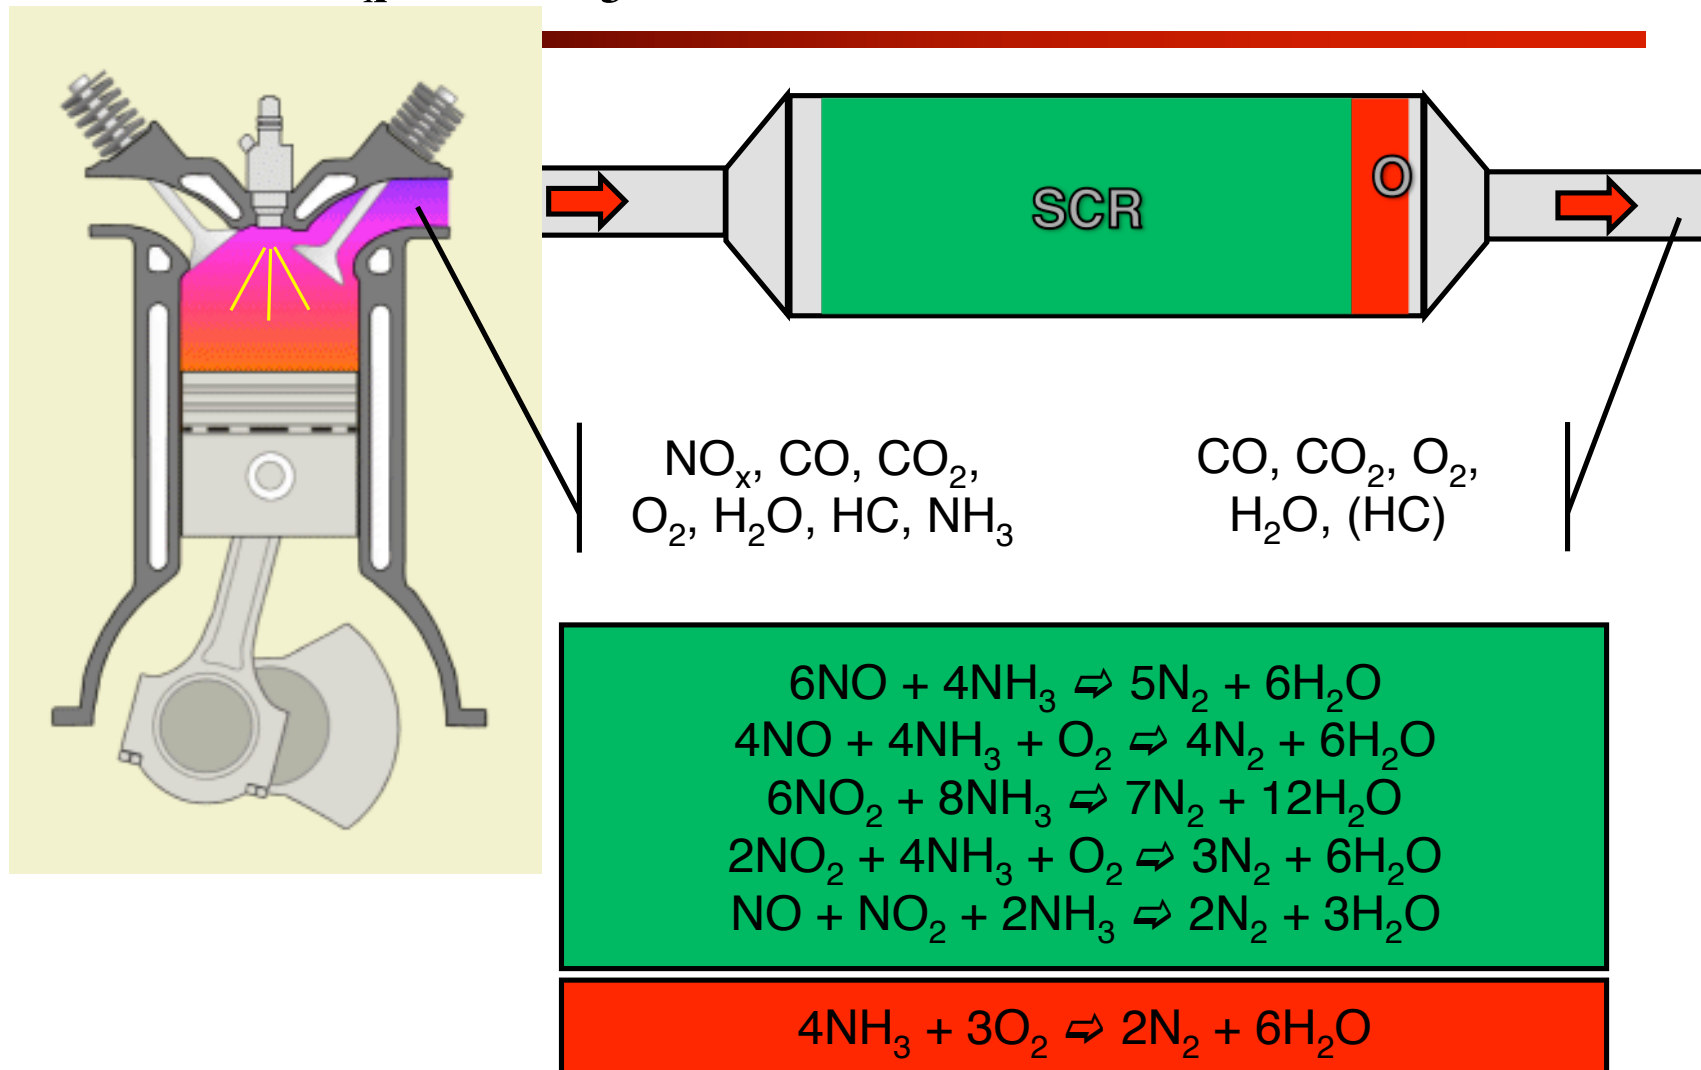 SCR
O
NOx, CO, CO2,
O2, H2O, HC, NH3
CO, CO2, O2,
H2O, (HC)
6NO + 4NH3 ⇨ 5N2 + 6H2O
4NO + 4NH3 + O2 ⇨ 4N2 + 6H2O
6NO2 + 8NH3 ⇨ 7N2 + 12H2O
2NO2 + 4NH3 + O2 ⇨ 3N2 + 6H2O
NO + NO2 + 2NH3 ⇨ 2N2 + 3H2O
4NH3 + 3O2 ⇨ 2N2 + 6H2O